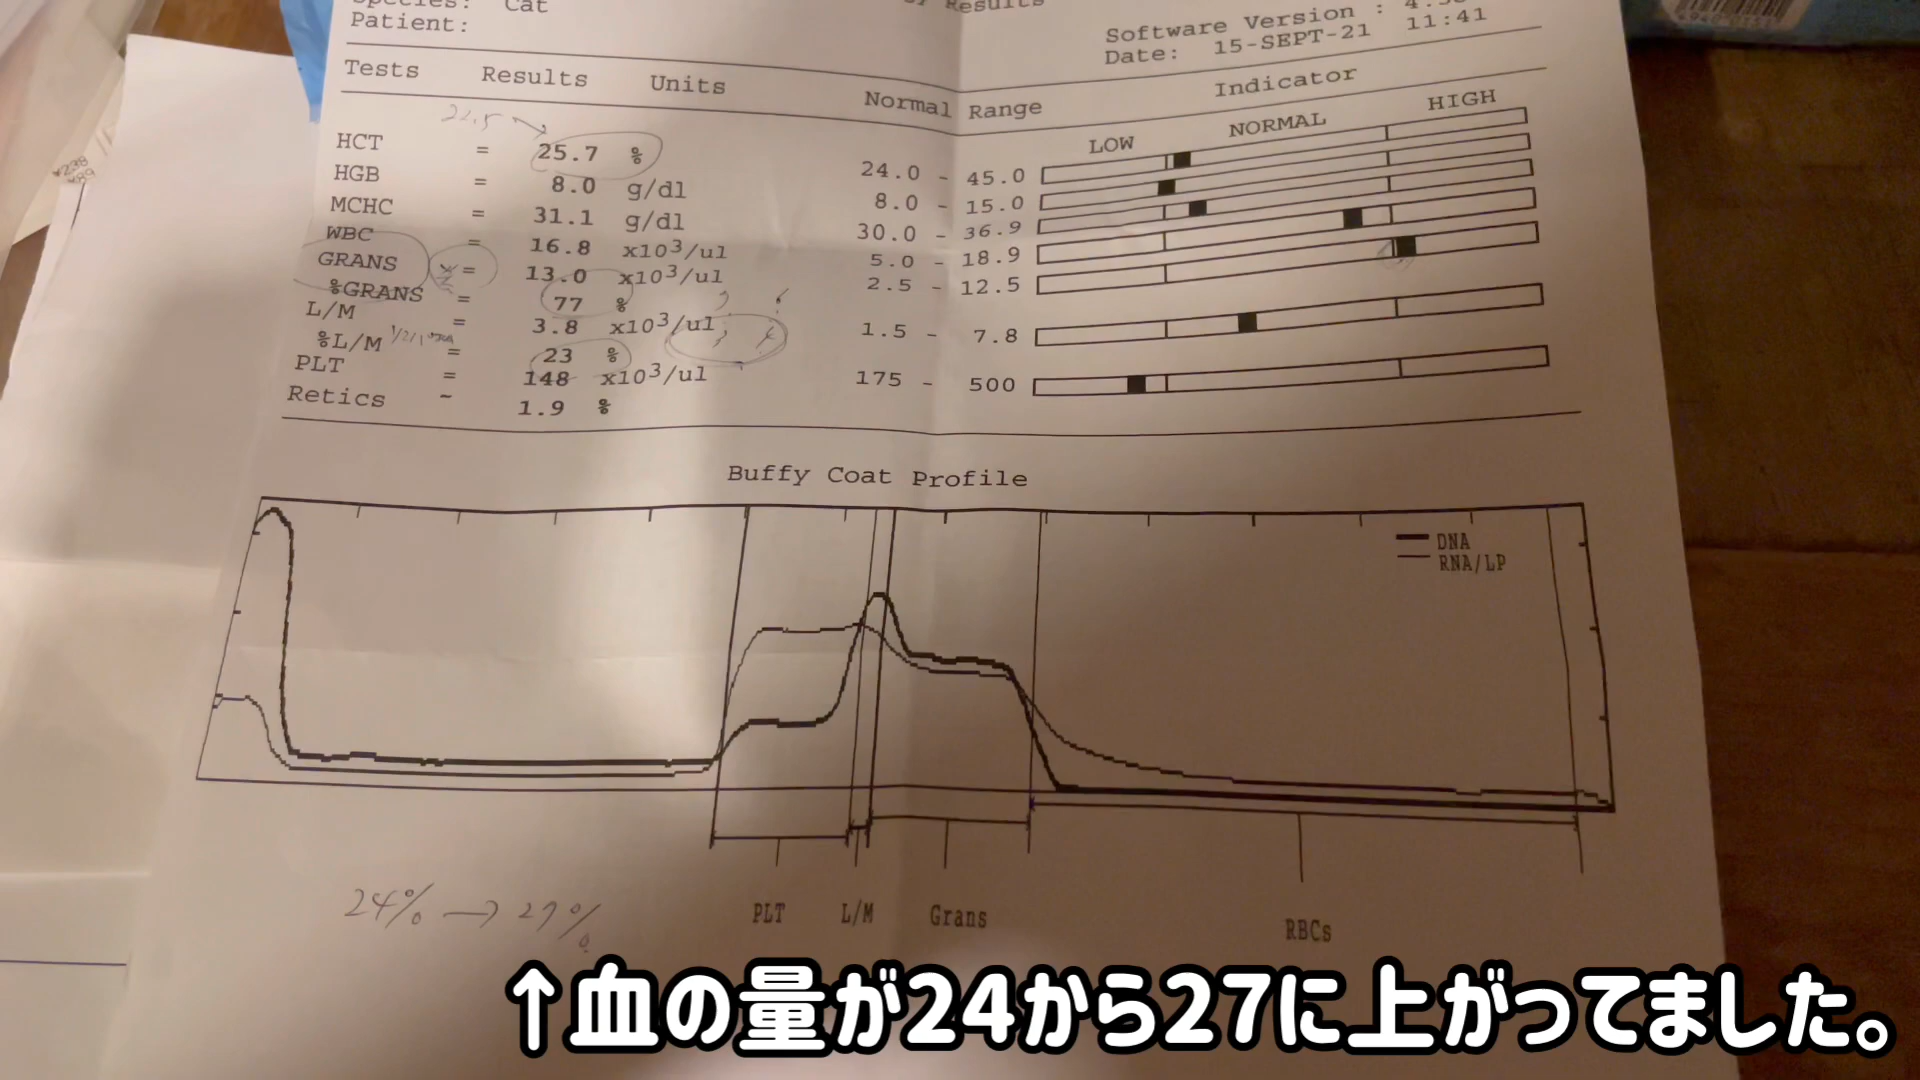 Species: Cat
Results
Patient:
Software Version :
Date: 15-SEPT-21 11:41
Tests Results Units Normal Range Indicator
LOW NORMAL HIGH
22.5 →
HCT = 25.7 % 24.0 - 45.0
HGB = 8.0 g/dl 8.0 - 15.0
MCHC = 31.1 g/dl 30.0 - 36.9
WBC = 16.8 x10³/ul 5.0 - 18.9
GRANS = 13.0 x10³/ul 2.5 - 12.5
%GRANS = 77 %
L/M = 3.8 x10³/ul 1.5 - 7.8
%L/M = 23 %
PLT = 148 x10³/ul 175 - 500
Retics ~ 1.9 %
Buffy Coat Profile
DNA
RNA/LP
PLT L/M Grans RBCs
24% → 27%
↑血の量が24から27に上がってました。